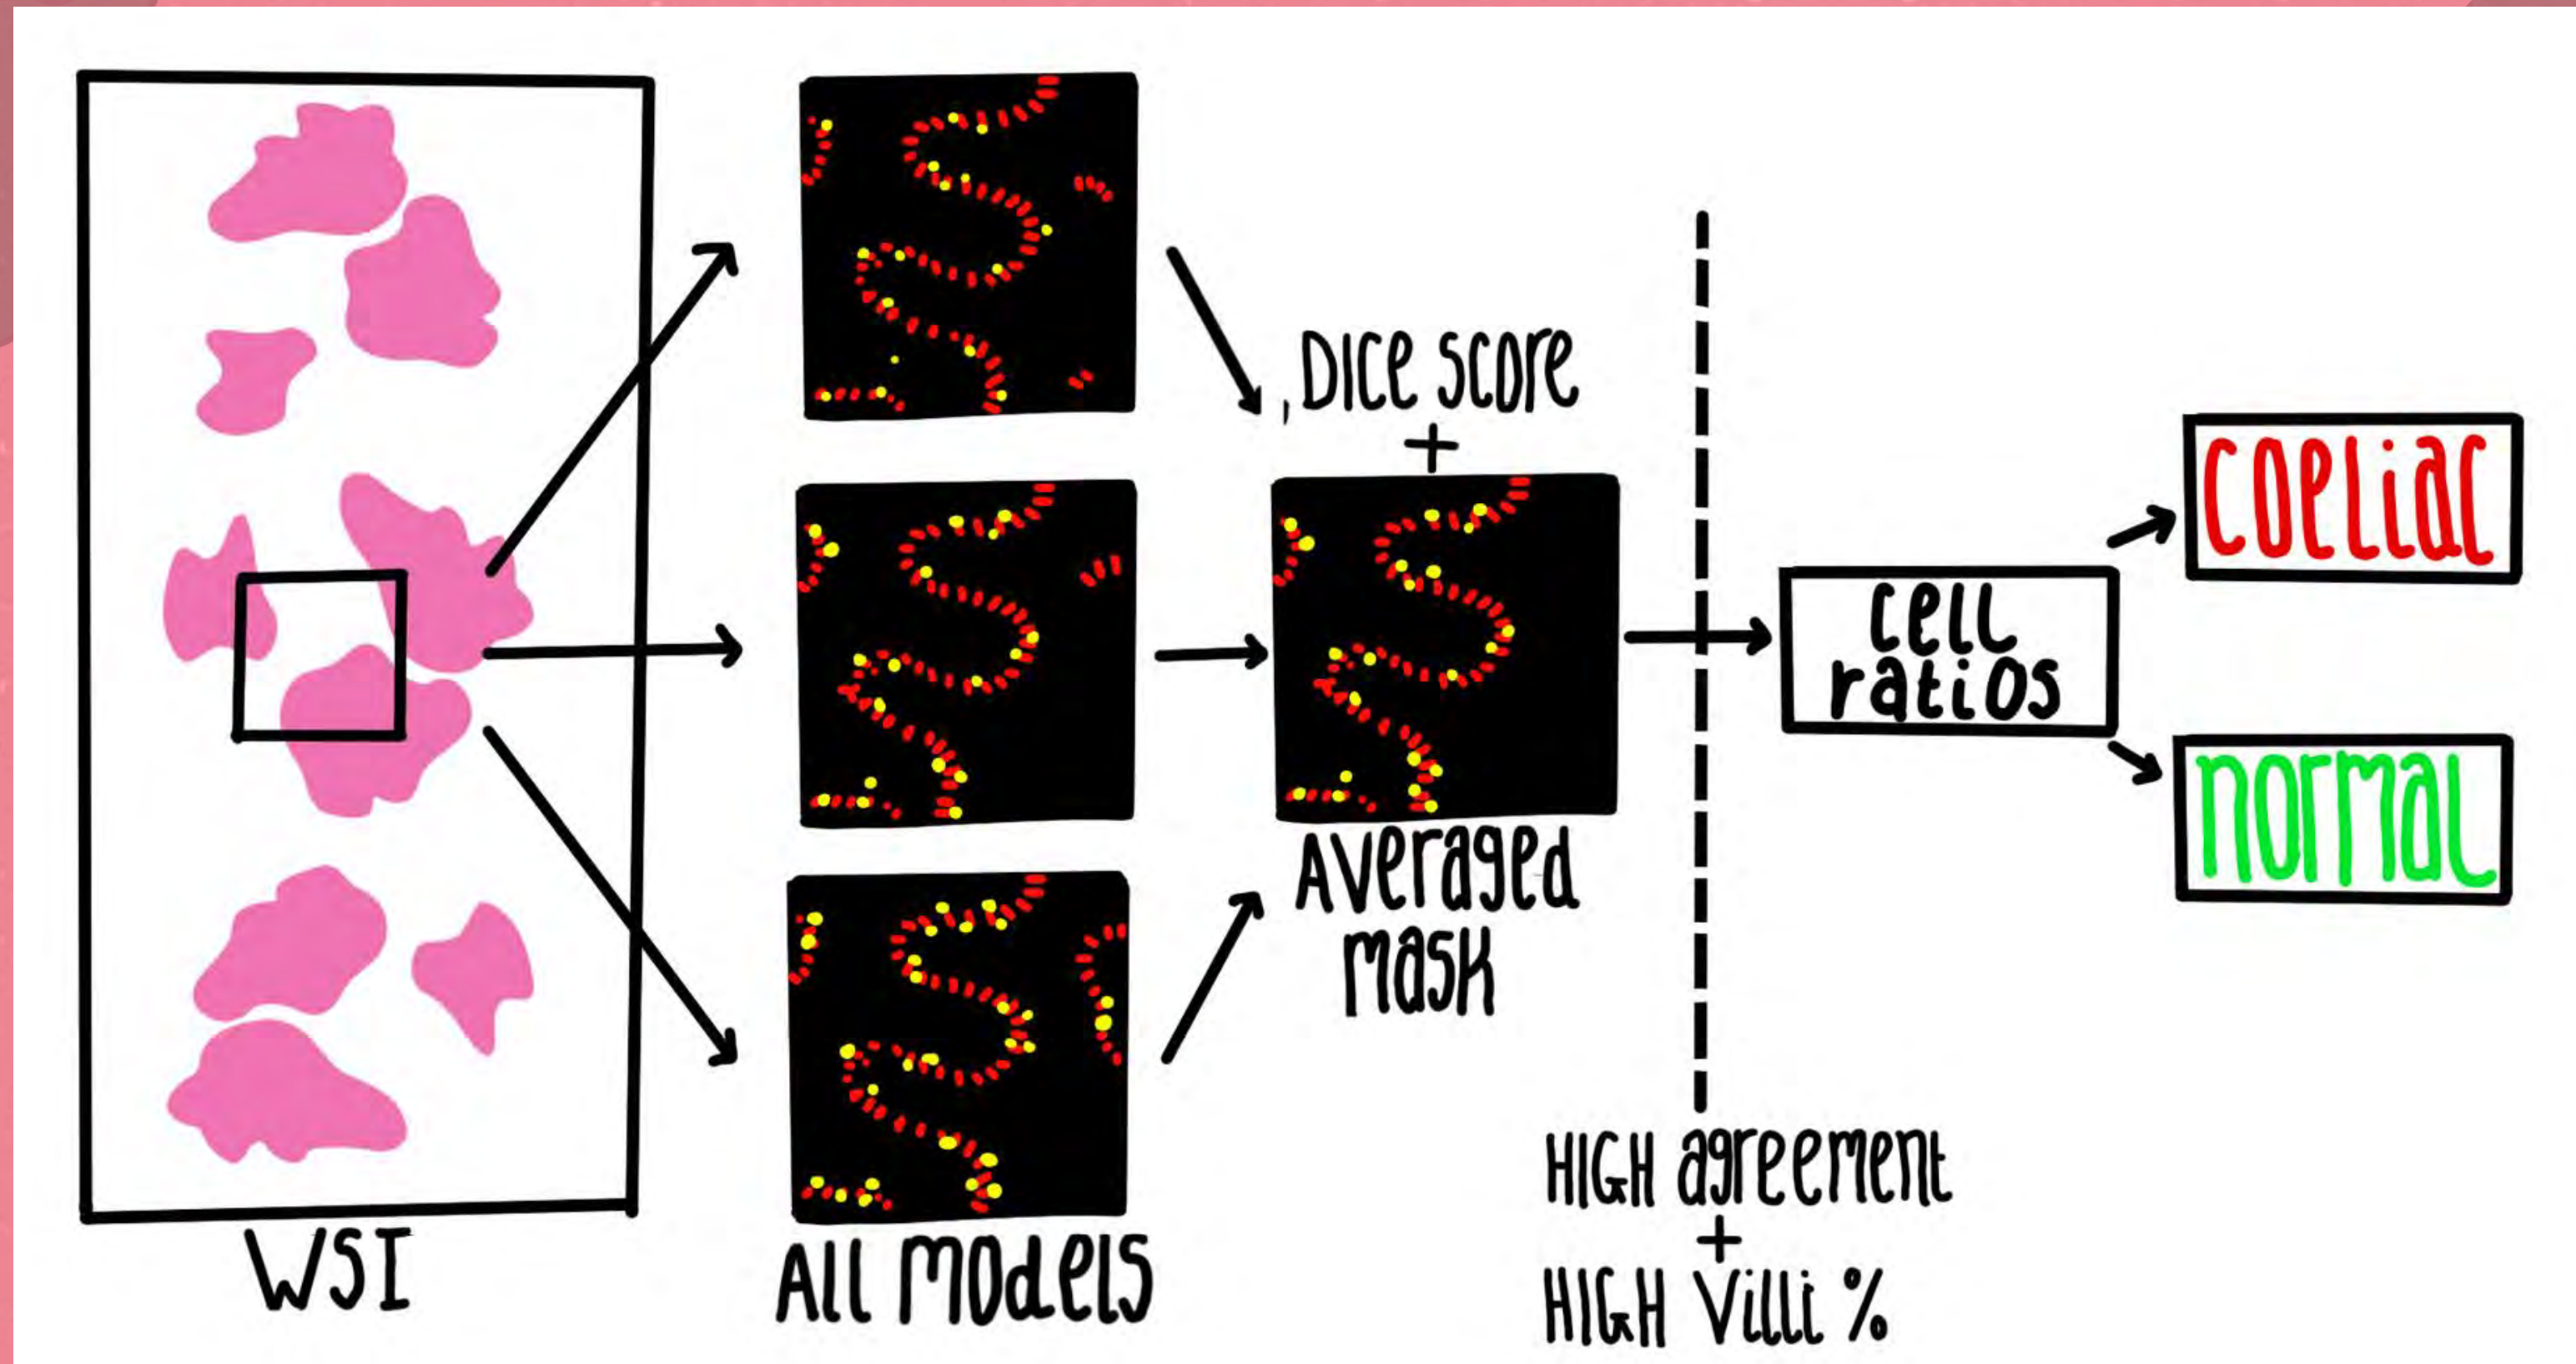 WSI
All models
DICE score
+
Averaged
mask
HIGH agreement
+
HIGH Villi %
cell
ratios
coeliac
normal